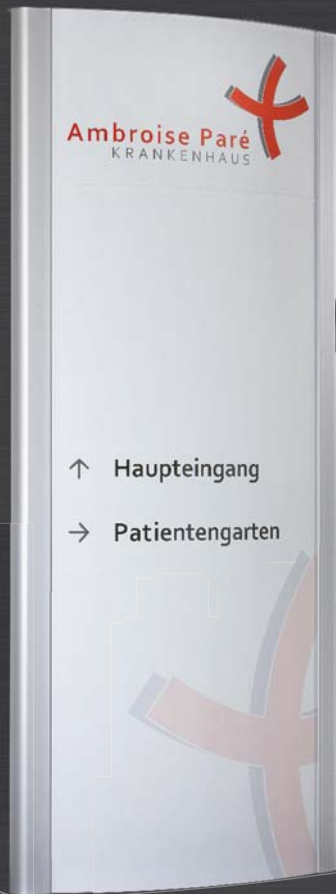 Ambroise Paré
KRANKENHAUS
↑ Haupteingang
→ Patientengarten